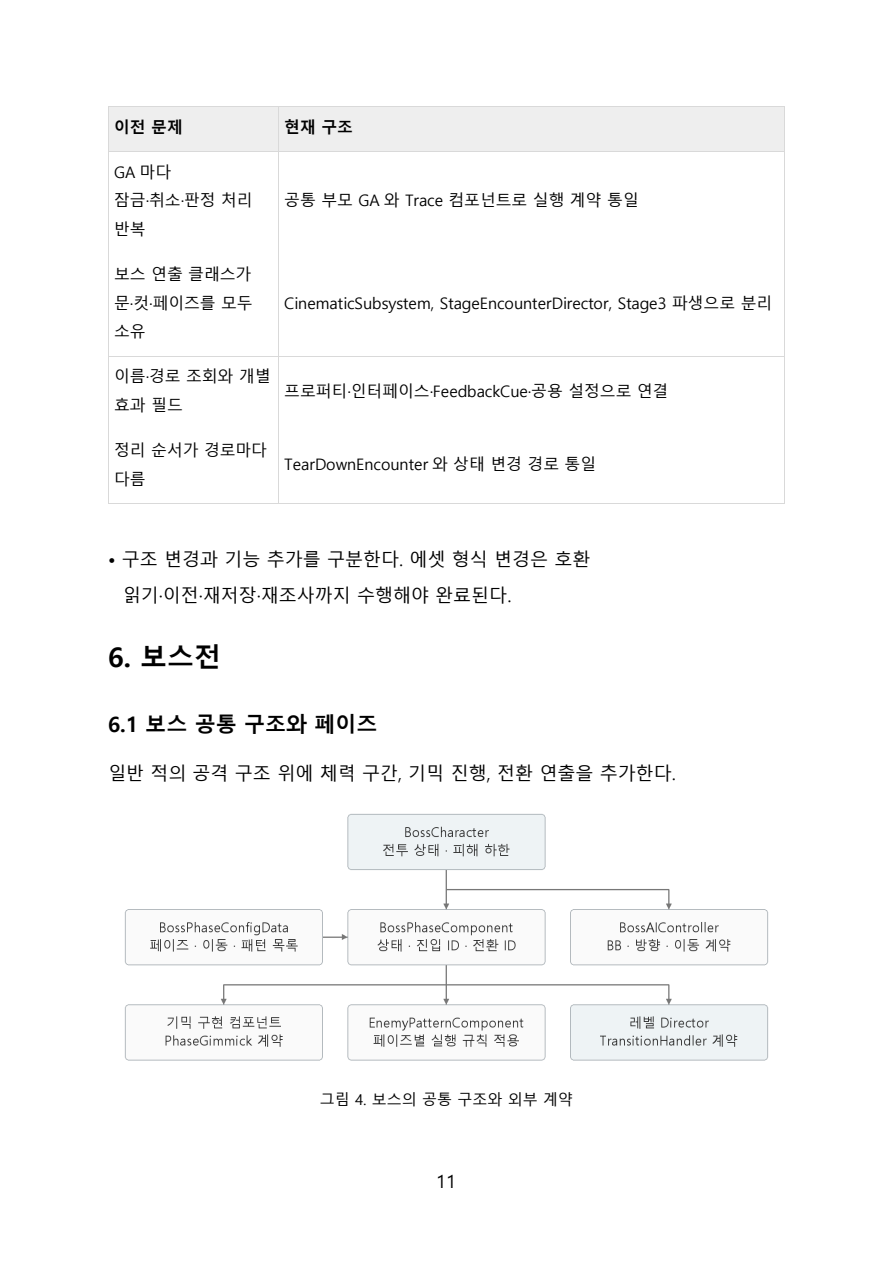 이전 문제
현재 구조
GA 마다
잠금·취소·판정 처리
반복
공통 부모 GA 와 Trace 컴포넌트로 실행 계약 통일
보스 연출 클래스가
문·컷·페이즈를 모두
소유
CinematicSubsystem, StageEncounterDirector, Stage3 파생으로 분리
이름·경로 조회와 개별
효과 필드
프로퍼티·인터페이스·FeedbackCue·공용 설정으로 연결
정리 순서가 경로마다
다름
TearDownEncounter 와 상태 변경 경로 통일
• 구조 변경과 기능 추가를 구분한다. 에셋 형식 변경은 호환
읽기·이전·재저장·재조사까지 수행해야 완료된다.
6. 보스전
6.1 보스 공통 구조와 페이즈
일반 적의 공격 구조 위에 체력 구간, 기믹 진행, 전환 연출을 추가한다.
BossCharacter
전투 상태 · 피해 하한
BossPhaseConfigData
페이즈 · 이동 · 패턴 목록
BossPhaseComponent
상태 · 진입 ID · 전환 ID
BossAIController
BB · 방향 · 이동 계약
기믹 구현 컴포넌트
PhaseGimmick 계약
EnemyPatternComponent
페이즈별 실행 규칙 적용
레벨 Director
TransitionHandler 계약
그림 4. 보스의 공통 구조와 외부 계약
11